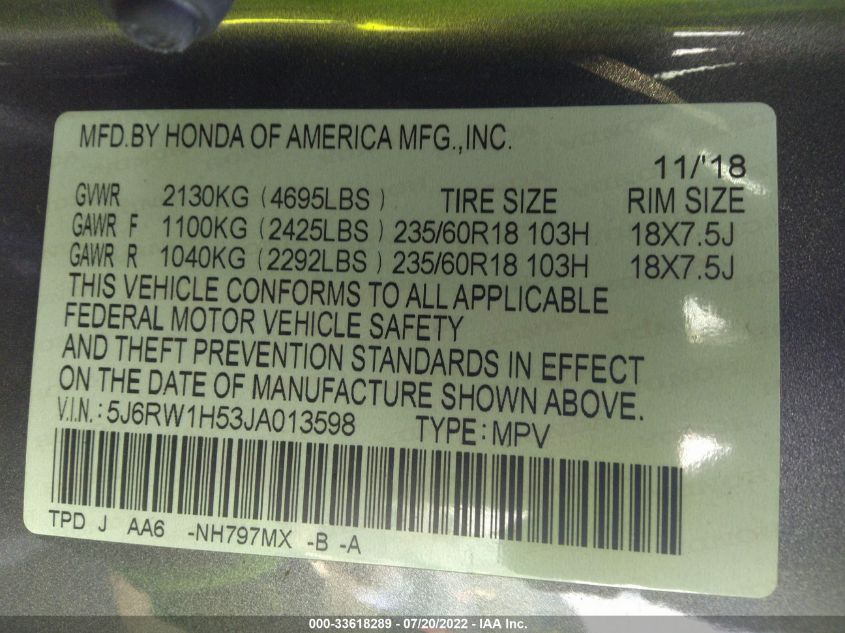 MFD.BY HONDA OF AMERICA MFG.,INC.
11/'18
GVWR 2130KG (4695LBS) TIRE SIZE RIM SIZE
GAWR F 1100KG (2425LBS) 235/60R18 103H 18X7.5J
GAWR R 1040KG (2292LBS) 235/60R18 103H 18X7.5J
THIS VEHICLE CONFORMS TO ALL APPLICABLE
FEDERAL MOTOR VEHICLE SAFETY
AND THEFT PREVENTION STANDARDS IN EFFECT
ON THE DATE OF MANUFACTURE SHOWN ABOVE.
V.I.N.: 5J6RW1H53JA013598 TYPE: MPV
TPD J AA6 -NH797MX -B -A
000-33618289 - 07/20/2022 - IAA Inc.